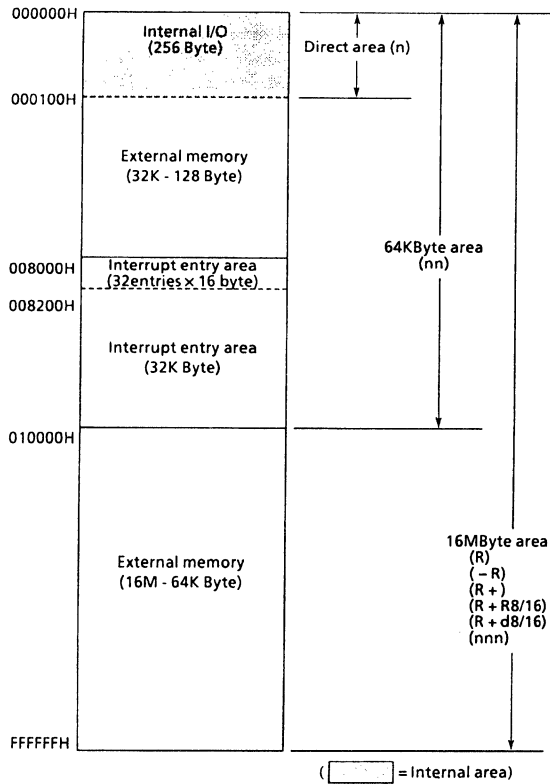 000000H
Internal I/O
(256 Byte)
Direct area (n)
000100H
External memory
(32K - 128 Byte)
64KByte area
(nn)
008000H
Interrupt entry area
(32entries × 16 byte)
008200H
Interrupt entry area
(32K Byte)
010000H
External memory
(16M - 64K Byte)
16MByte area
(R)
( – R)
(R + )
(R + R8/16)
(R + d8/16)
(nnn)
FFFFFFH
( = Internal area)